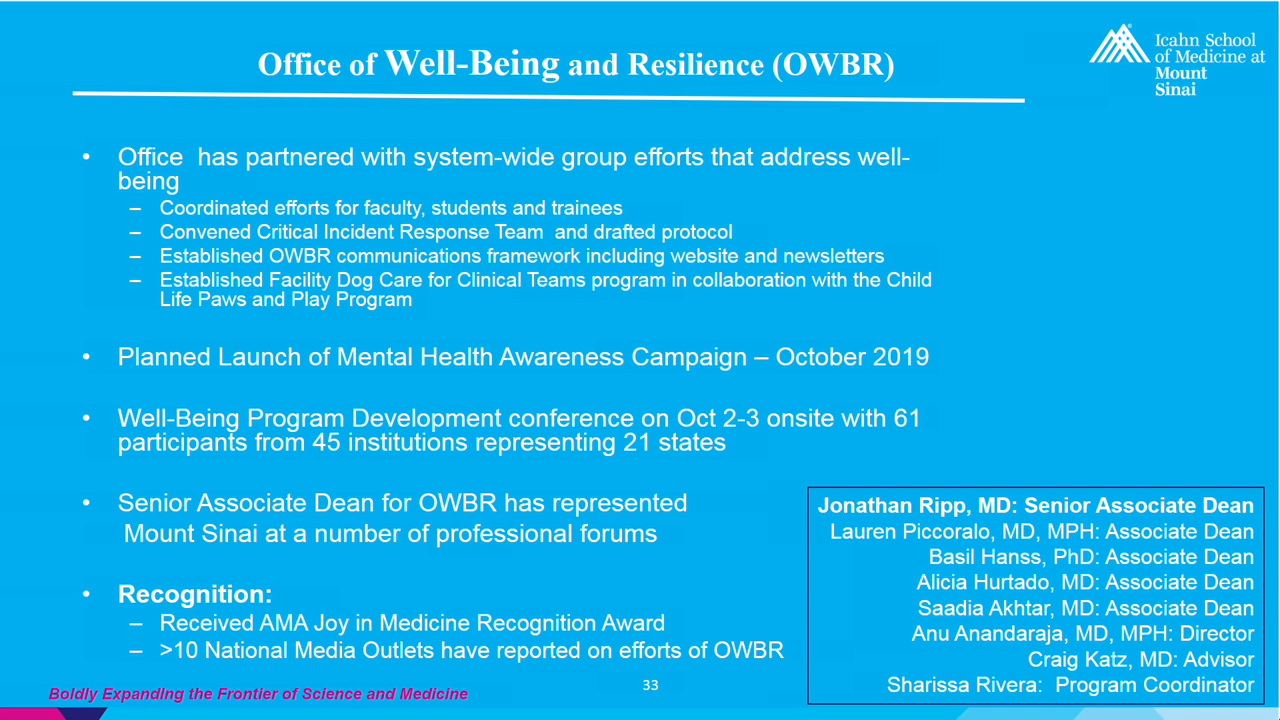 Office of Well-Being and Resilience (OWBR)
Icahn School
of Medicine at
Mount
Sinai
• Office has partnered with system-wide group efforts that address well-
being
– Coordinated efforts for faculty, students and trainees
– Convened Critical Incident Response Team and drafted protocol
– Established OWBR communications framework including website and newsletters
– Established Facility Dog Care for Clinical Teams program in collaboration with the Child
Life Paws and Play Program
• Planned Launch of Mental Health Awareness Campaign – October 2019
• Well-Being Program Development conference on Oct 2-3 onsite with 61
participants from 45 institutions representing 21 states
• Senior Associate Dean for OWBR has represented
Mount Sinai at a number of professional forums
• Recognition:
– Received AMA Joy in Medicine Recognition Award
– >10 National Media Outlets have reported on efforts of OWBR
Jonathan Ripp, MD: Senior Associate Dean
Lauren Piccoralo, MD, MPH: Associate Dean
Basil Hanss, PhD: Associate Dean
Alicia Hurtado, MD: Associate Dean
Saadia Akhtar, MD: Associate Dean
Anu Anandaraja, MD, MPH: Director
Craig Katz, MD: Advisor
Sharissa Rivera: Program Coordinator
Boldly Expanding the Frontier of Science and Medicine
33